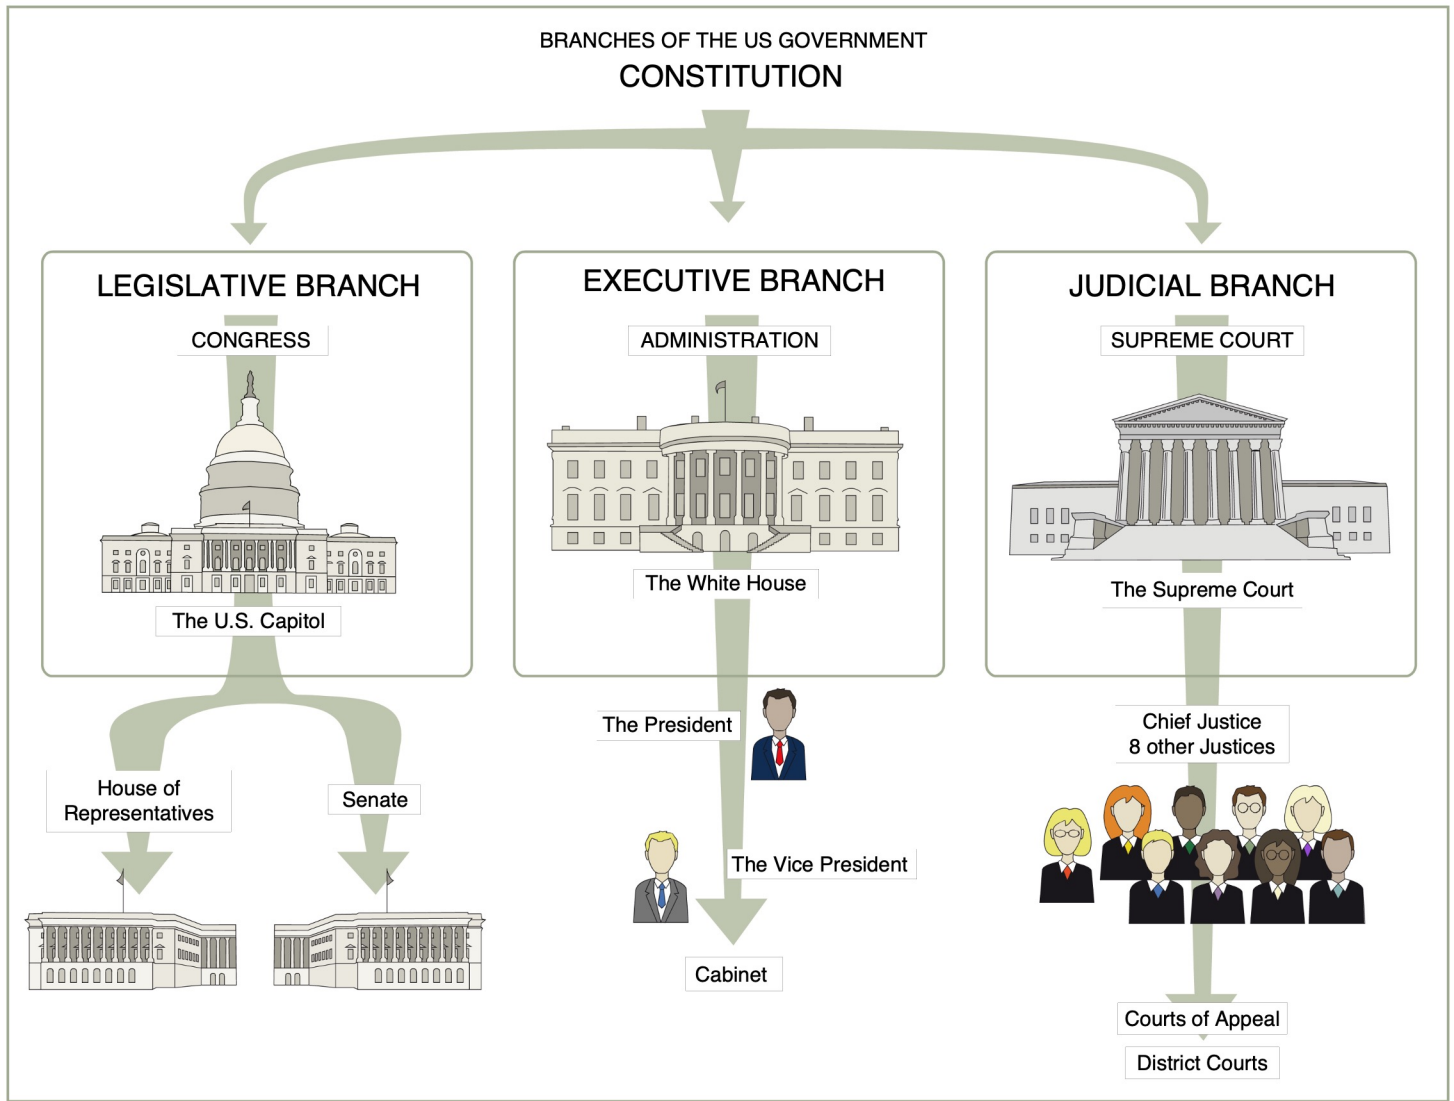 BRANCHES OF THE US GOVERNMENT
CONSTITUTION
LEGISLATIVE BRANCH
CONGRESS
The U.S. Capitol
House of
Representatives
Senate
EXECUTIVE BRANCH
ADMINISTRATION
The White House
The President
The Vice President
Cabinet
JUDICIAL BRANCH
SUPREME COURT
The Supreme Court
Chief Justice
8 other Justices
Courts of Appeal
District Courts